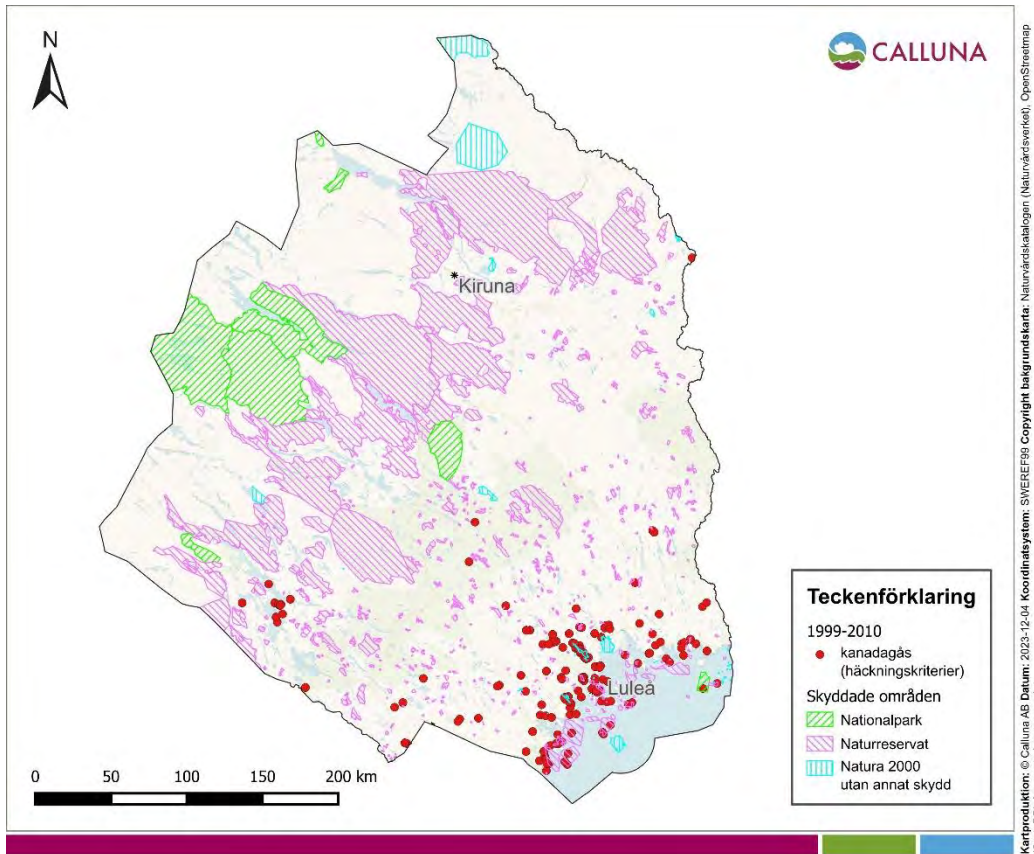 N
CALLUNA
Kiruna
Luleå
Teckenförklaring
1999-2010
kanadagås
(häckningskriterier)
Skyddade områden
Nationalpark
Naturreservat
Natura 2000
utan annat skydd
0 50 100 150 200 km
Kartproduktion: © Calluna AB Datum: 2023-12-04 Koordinatsystem: SWEREF99 Copyright bakgrundskarta: Naturvårdskatalogen (Naturvårdsverket), OpenStreetmap